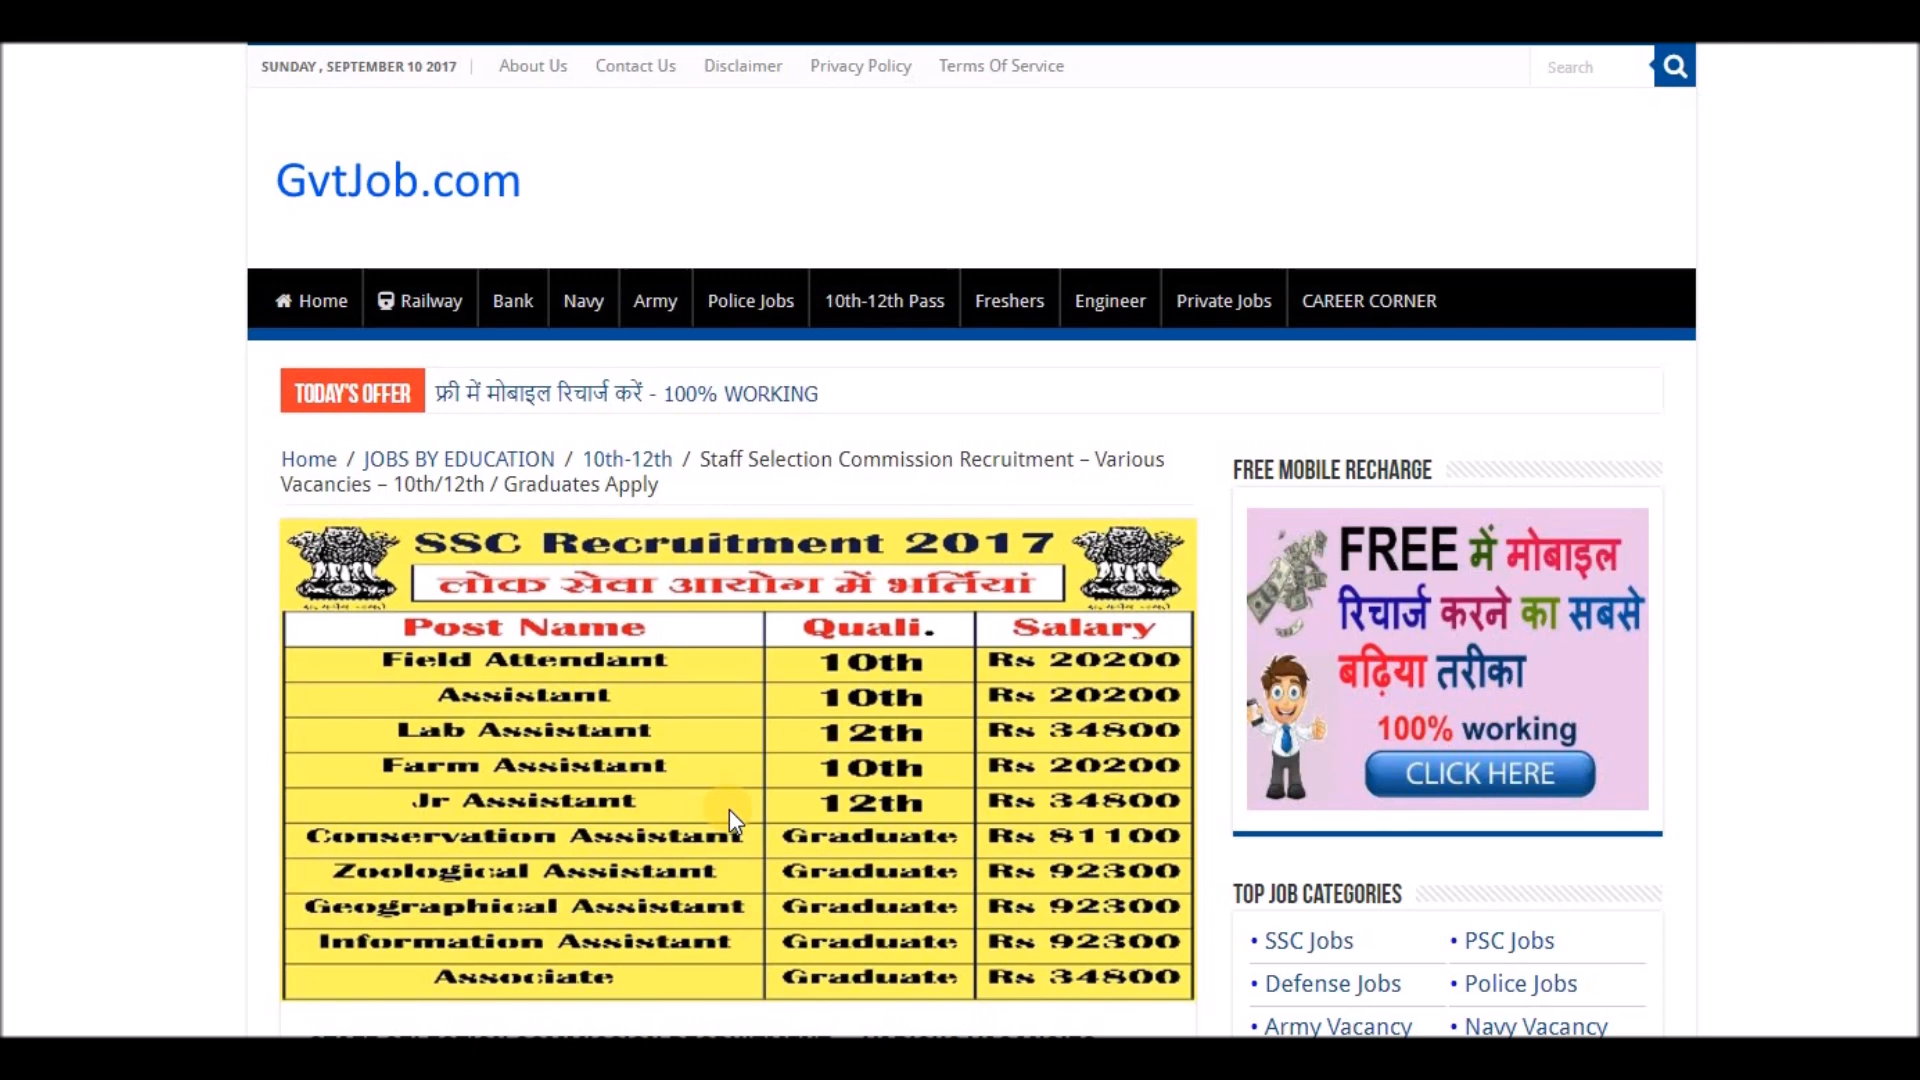 SUNDAY , SEPTEMBER 10 2017
About Us
Contact Us
Disclaimer
Privacy Policy
Terms Of Service
Search
GvtJob.com
Home
Railway
Bank
Navy
Army
Police Jobs
10th-12th Pass
Freshers
Engineer
Private Jobs
CAREER CORNER
TODAY'S OFFER
फ्री में मोबाइल रिचार्ज करें - 100% WORKING
Home / JOBS BY EDUCATION / 10th-12th / Staff Selection Commission Recruitment – Various
Vacancies – 10th/12th / Graduates Apply
SSC Recruitment 2017
लोक सेवा आयोग में भर्तियां
Post Name Quali. Salary
Field Attendant 10th Rs 20200
Assistant 10th Rs 20200
Lab Assistant 12th Rs 34800
Farm Assistant 10th Rs 20200
Jr Assistant 12th Rs 34800
Conservation Assistant Graduate Rs 81100
Zoological Assistant Graduate Rs 92300
Geographical Assistant Graduate Rs 92300
Information Assistant Graduate Rs 92300
Associate Graduate Rs 34800
FREE MOBILE RECHARGE
FREE में मोबाइल
रिचार्ज करने का सबसे
बढ़िया तरीका
100% working
CLICK HERE
TOP JOB CATEGORIES
• SSC Jobs
• PSC Jobs
• Defense Jobs
• Police Jobs
• Army Vacancy
• Navy Vacancy